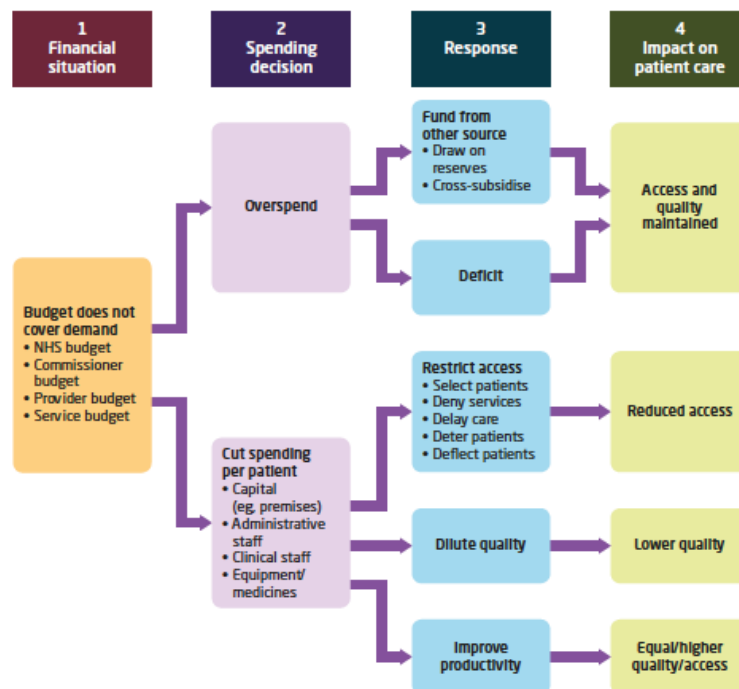 1
Financial
situation
2
Spending
decision
3
Response
4
Impact on
patient care
Budget does not
cover demand
• NHS budget
• Commissioner
budget
• Provider budget
• Service budget
Overspend
Cut spending
per patient
• Capital
(eg, premises)
• Administrative
staff
• Clinical staff
• Equipment/
medicines
Fund from
other source
• Draw on
reserves
• Cross-subsidise
Deficit
Restrict access
• Select patients
• Deny services
• Delay care
• Deter patients
• Deflect patients
Dilute quality
Improve
productivity
Access and
quality
maintained
Reduced access
Lower quality
Equal/higher
quality/access